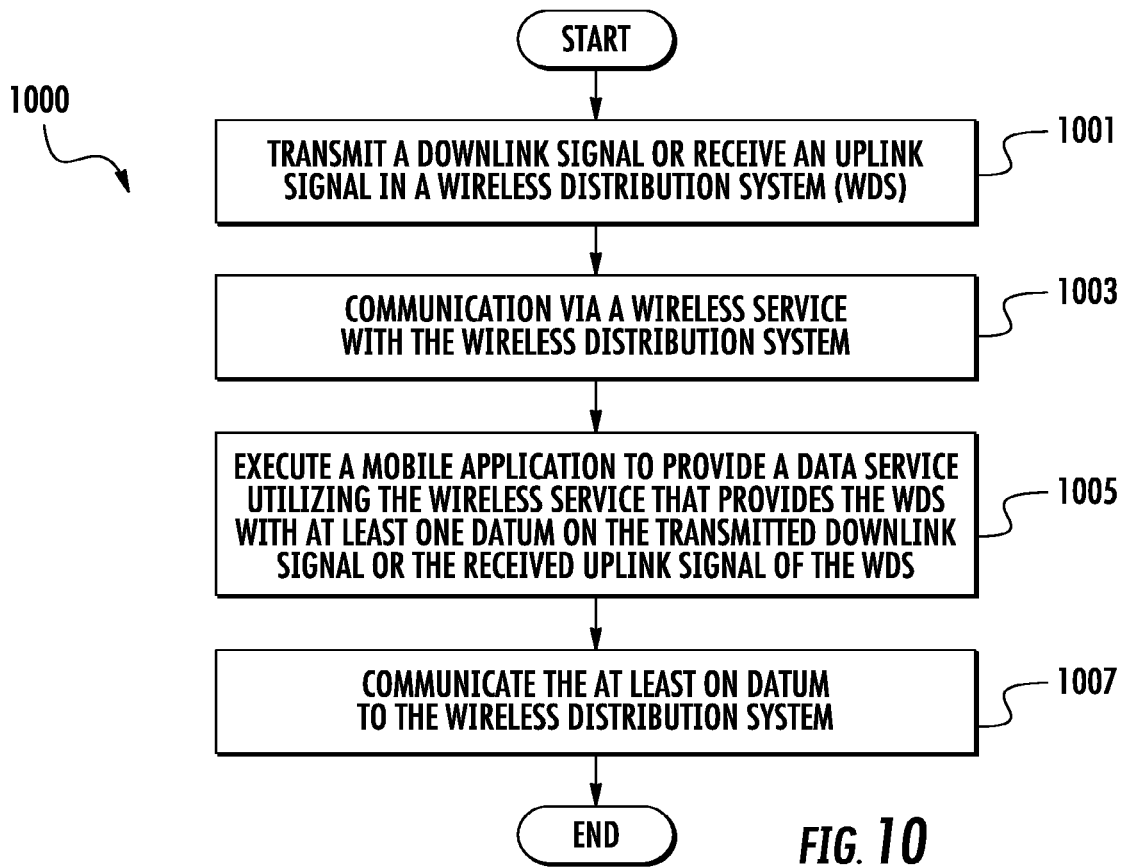 START
1000
TRANSMIT A DOWNLINK SIGNAL OR RECEIVE AN UPLINK
SIGNAL IN A WIRELESS DISTRIBUTION SYSTEM (WDS)
1001
COMMUNICATION VIA A WIRELESS SERVICE
WITH THE WIRELESS DISTRIBUTION SYSTEM
1003
EXECUTE A MOBILE APPLICATION TO PROVIDE A DATA SERVICE
UTILIZING THE WIRELESS SERVICE THAT PROVIDES THE WDS
WITH AT LEAST ONE DATUM ON THE TRANSMITTED DOWNLINK
SIGNAL OR THE RECEIVED UPLINK SIGNAL OF THE WDS
1005
COMMUNICATE THE AT LEAST ON DATUM
TO THE WIRELESS DISTRIBUTION SYSTEM
1007
END
FIG. 10